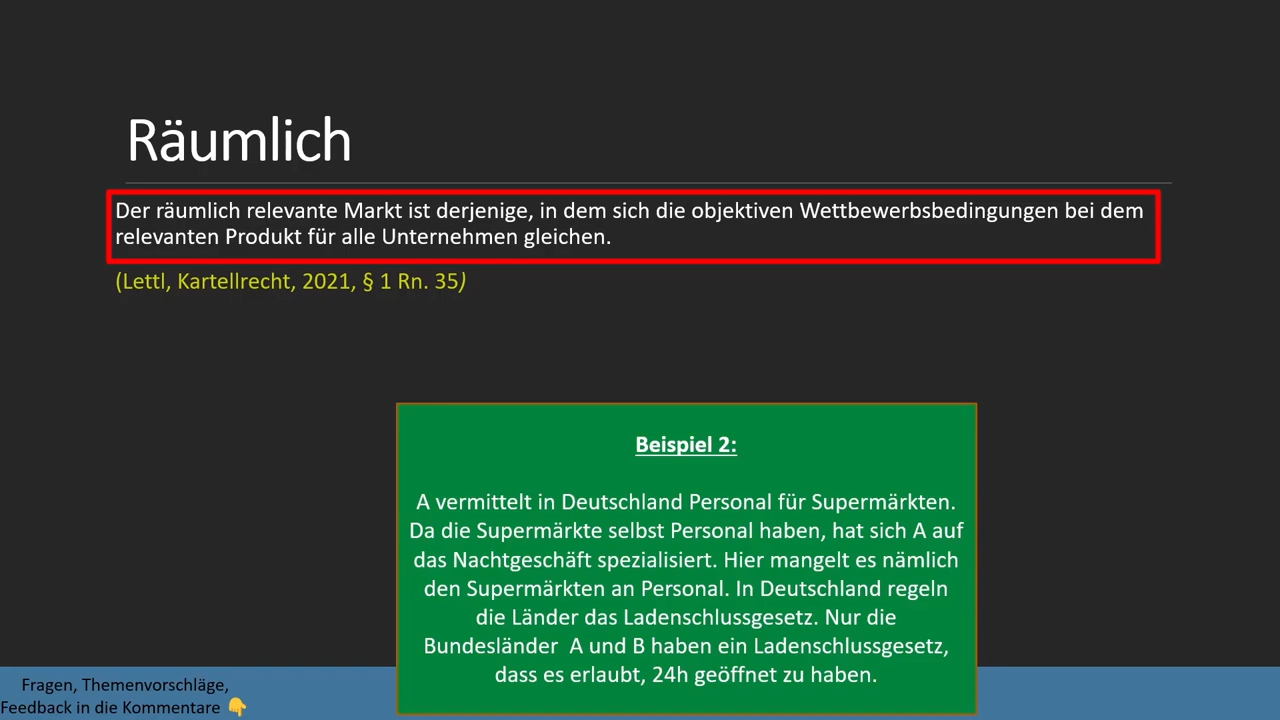 Räumlich
Der räumlich relevante Markt ist derjenige, in dem sich die objektiven Wettbewerbsbedingungen bei dem
relevanten Produkt für alle Unternehmen gleichen.
(Lettl, Kartellrecht, 2021, § 1 Rn. 35)
Beispiel 2:
A vermittelt in Deutschland Personal für Supermärkten.
Da die Supermärkte selbst Personal haben, hat sich A auf
das Nachtgeschäft spezialisiert. Hier mangelt es nämlich
den Supermärkten an Personal. In Deutschland regeln
die Länder das Ladenschlussgesetz. Nur die
Bundesländer A und B haben ein Ladenschlussgesetz,
dass es erlaubt, 24h geöffnet zu haben.
Fragen, Themenvorschläge,
Feedback in die Kommentare 👇